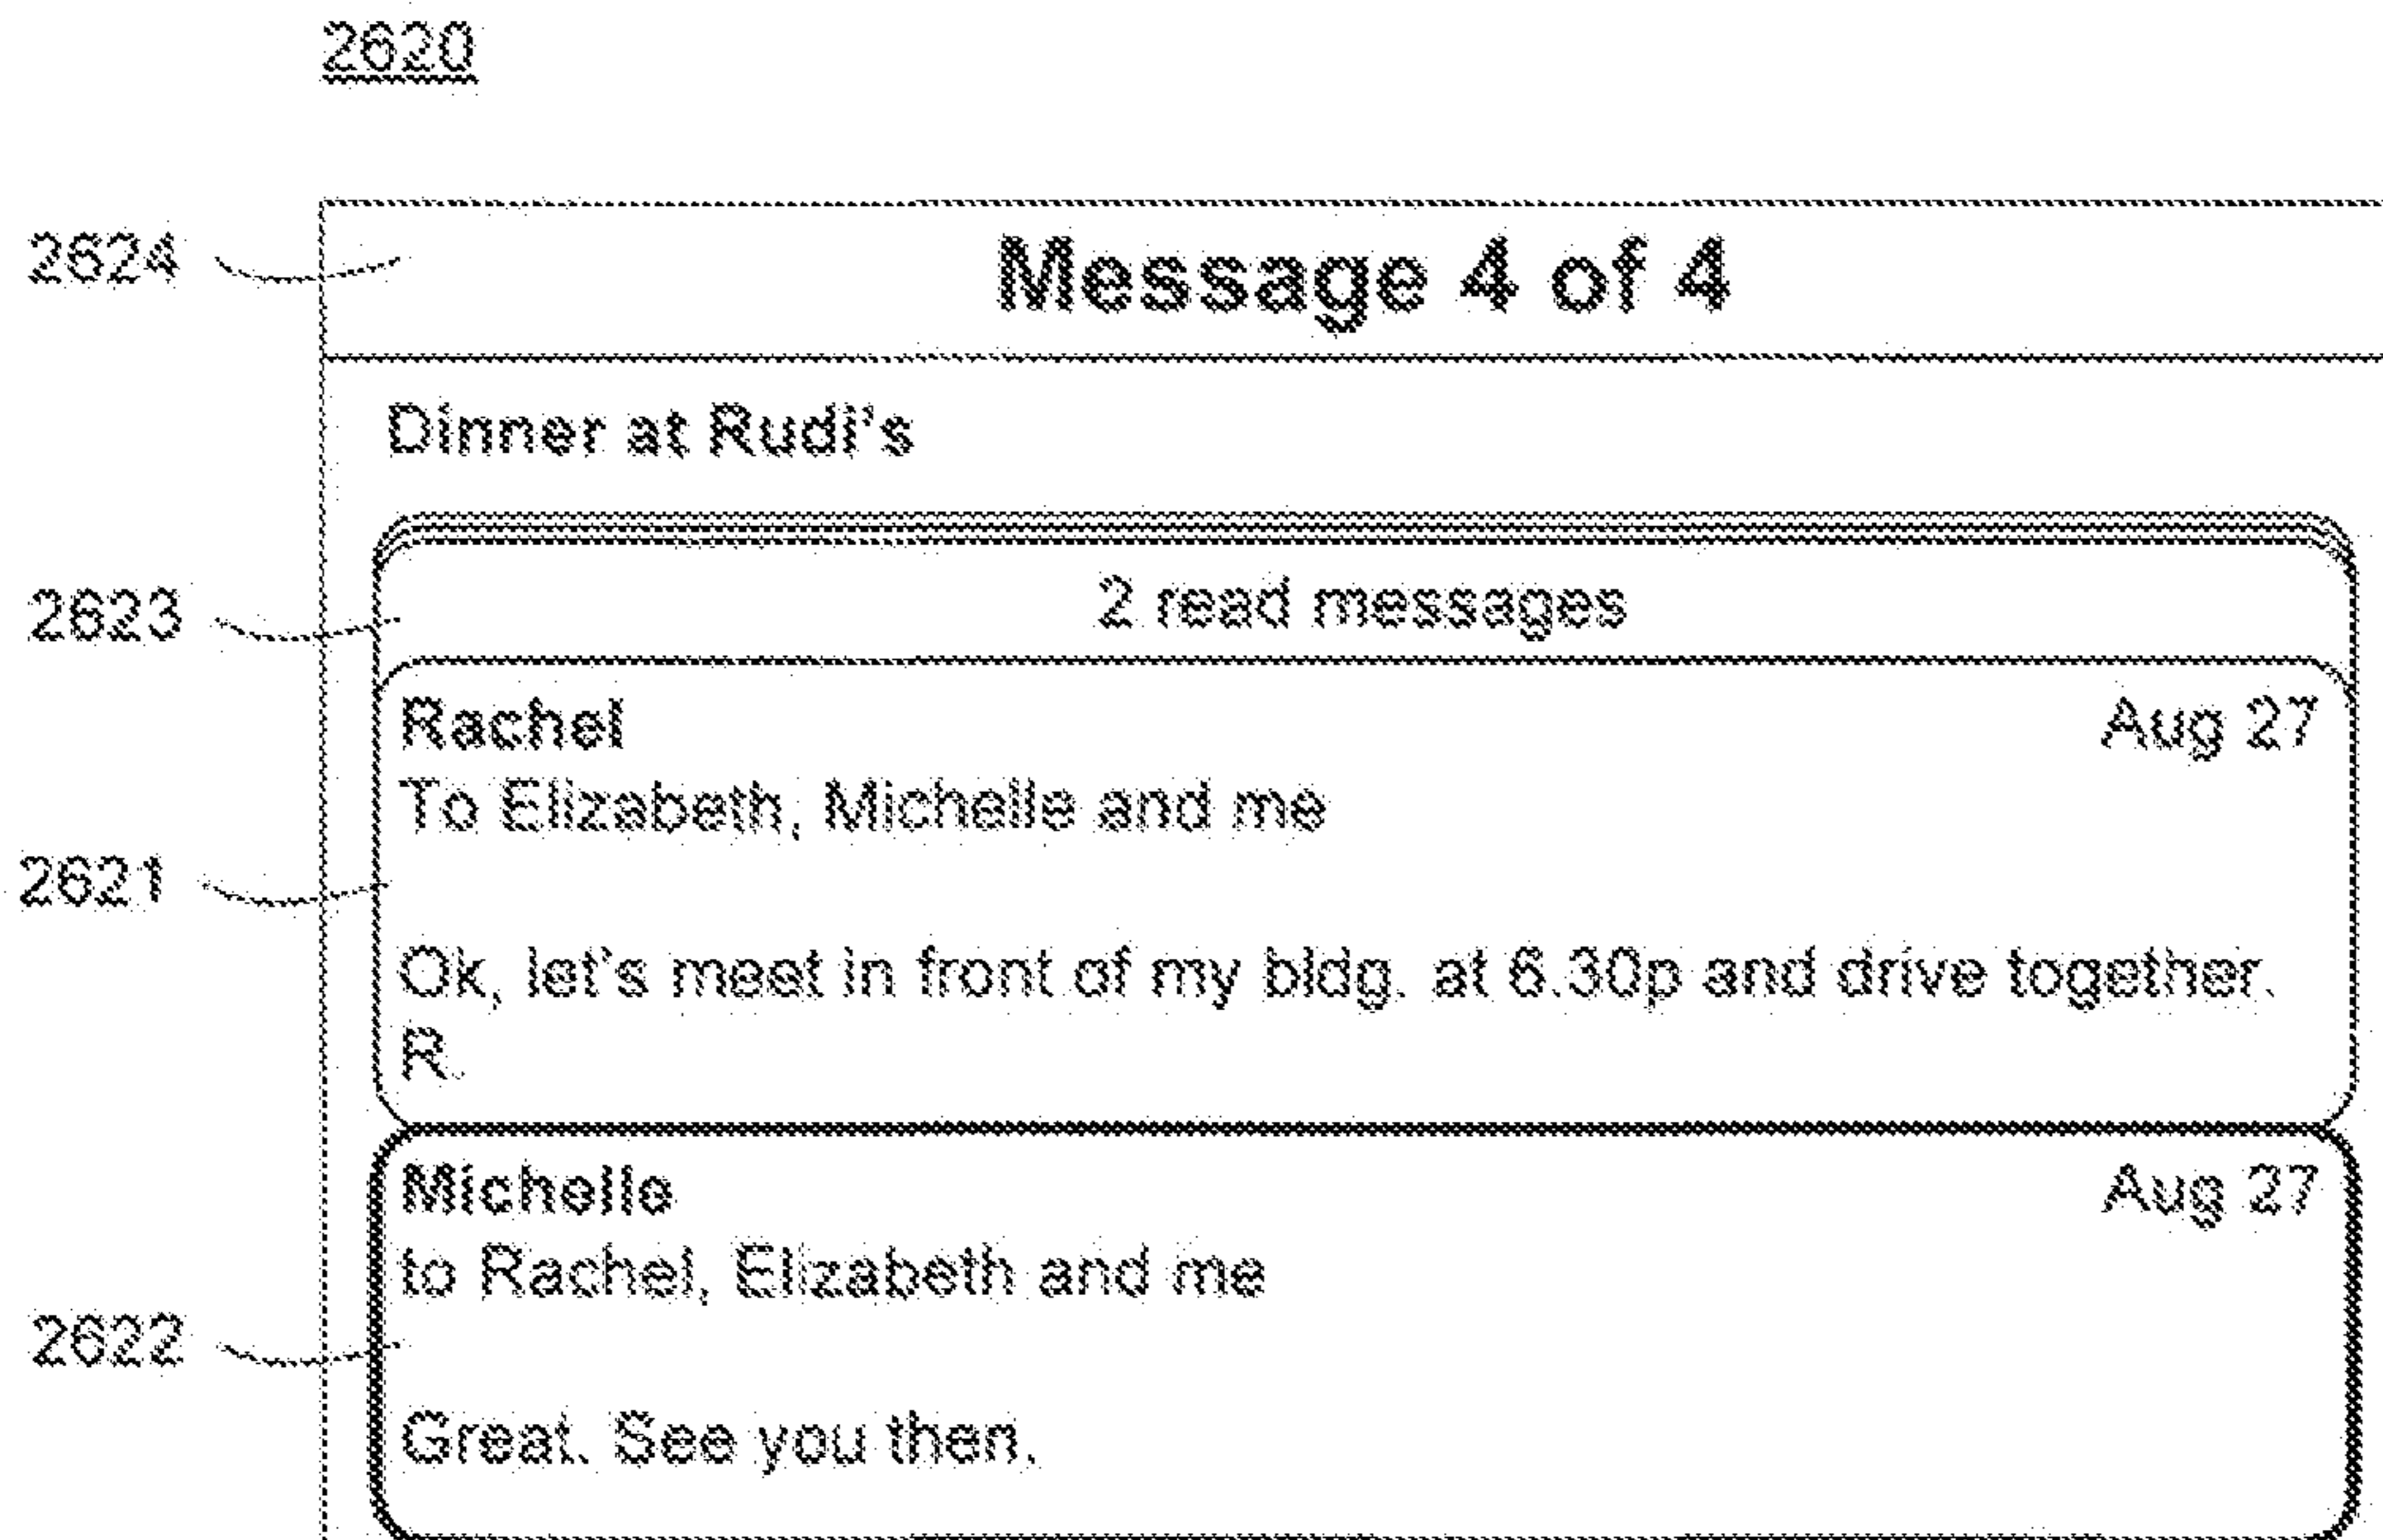 2620
2624
Message 4 of 4
Dinner at Rudi's
2623
2 read messages
Rachel
Aug 27
To Elizabeth, Michelle and me
2621
Ok, let's meet in front of my bldg. at 6.30p and drive together.
R.
Michelle
Aug 27
to Rachel, Elizabeth and me
2622
Great. See you then.